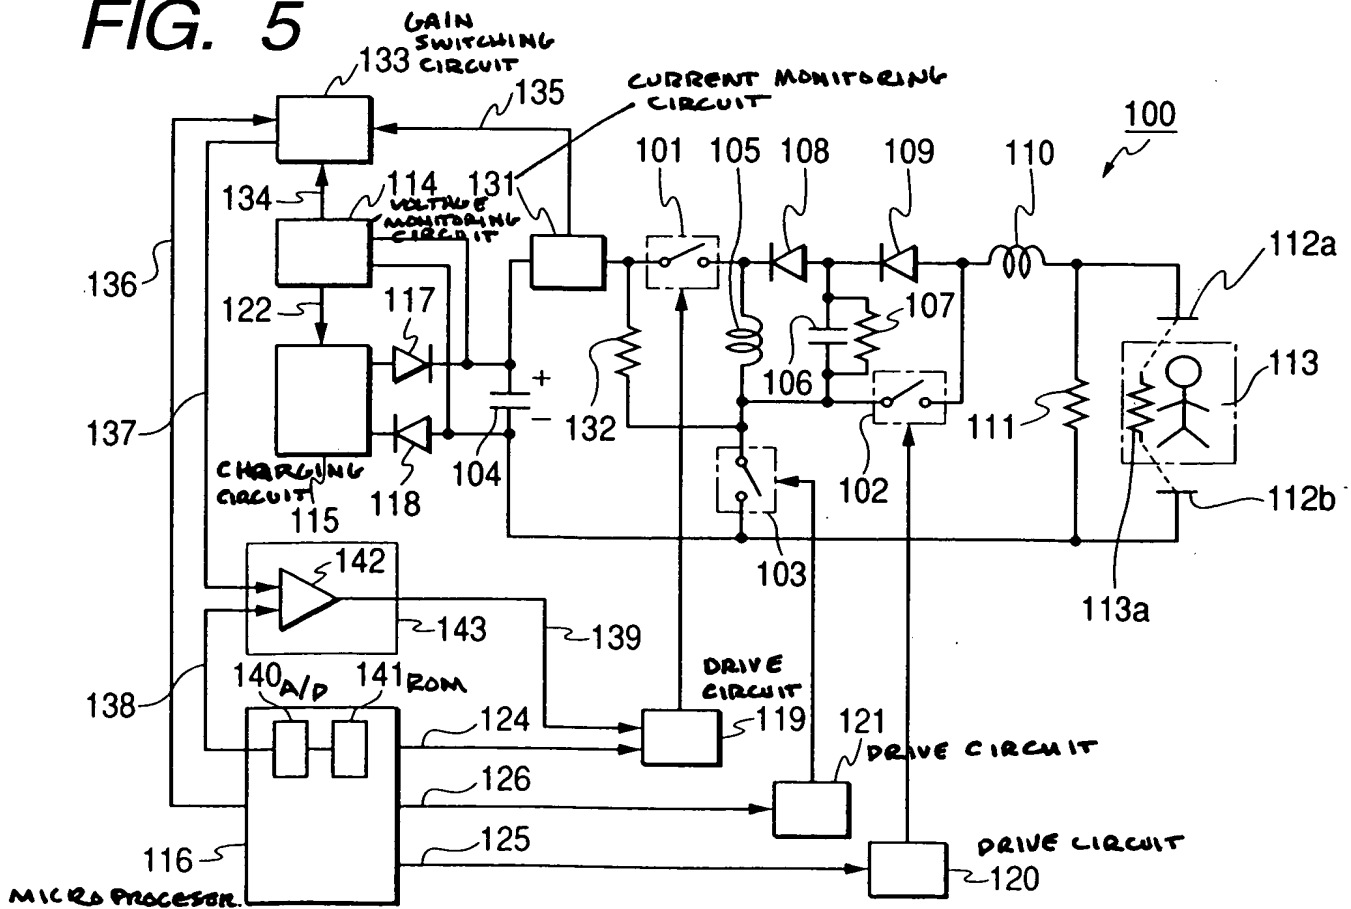 FIG. 5
GAIN
SWITCHING
133 CIRCUIT
CURRENT MONITORING
CIRCUIT
135
100
101 105 108 109 110
134 114 131
VOLTAGE
MONITORING
CIRCUIT
112a
136
122 117
107
106
113
132
111
137
+
−
104
102
118
CHARGING
CIRCUIT
115
112b
103
113a
142
143
139
140 A/D 141 ROM
DRIVE
CIRCUIT
138
124
119
121
DRIVE CIRCUIT
126
125
116
DRIVE CIRCUIT
120
MICROPROCESOR.